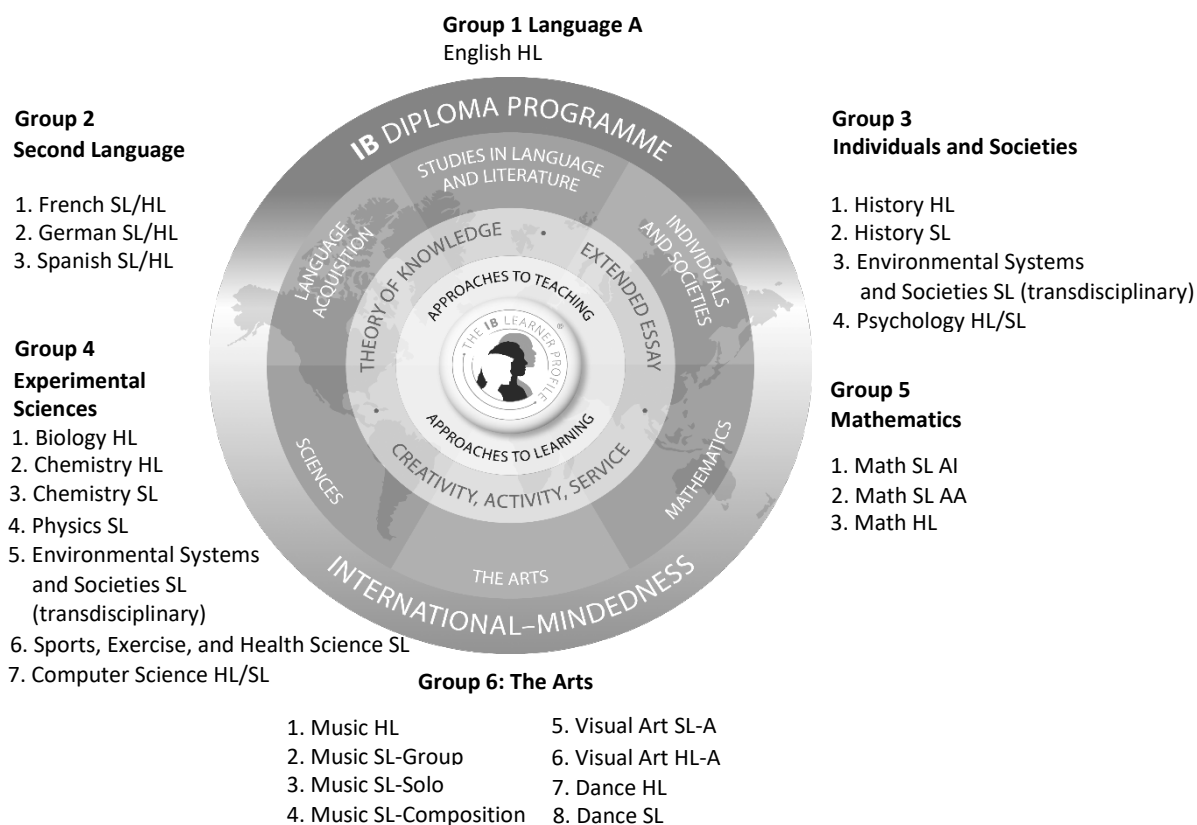 Group 1 Language A
English HL
Group 2
Second Language
1. French SL/HL
2. German SL/HL
3. Spanish SL/HL
Group 3
Individuals and Societies
1. History HL
2. History SL
3. Environmental Systems
and Societies SL (transdisciplinary)
4. Psychology HL/SL
IB DIPLOMA PROGRAMME
STUDIES IN LANGUAGE
AND LITERATURE
LANGUAGE
ACQUISITION
INDIVIDUALS
AND SOCIETIES
THEORY OF KNOWLEDGE
EXTENDED ESSAY
APPROACHES TO TEACHING
• THE IB LEARNER PROFILE •
®
APPROACHES TO LEARNING
CREATIVITY, ACTIVITY, SERVICE
SCIENCES
MATHEMATICS
THE ARTS
INTERNATIONAL–MINDEDNESS
Group 4
Experimental
Sciences
1. Biology HL
2. Chemistry HL
3. Chemistry SL
4. Physics SL
5. Environmental Systems
and Societies SL
(transdisciplinary)
6. Sports, Exercise, and Health Science SL
7. Computer Science HL/SL
Group 5
Mathematics
1. Math SL AI
2. Math SL AA
3. Math HL
Group 6: The Arts
1. Music HL
2. Music SL-Group
3. Music SL-Solo
4. Music SL-Composition
5. Visual Art SL-A
6. Visual Art HL-A
7. Dance HL
8. Dance SL